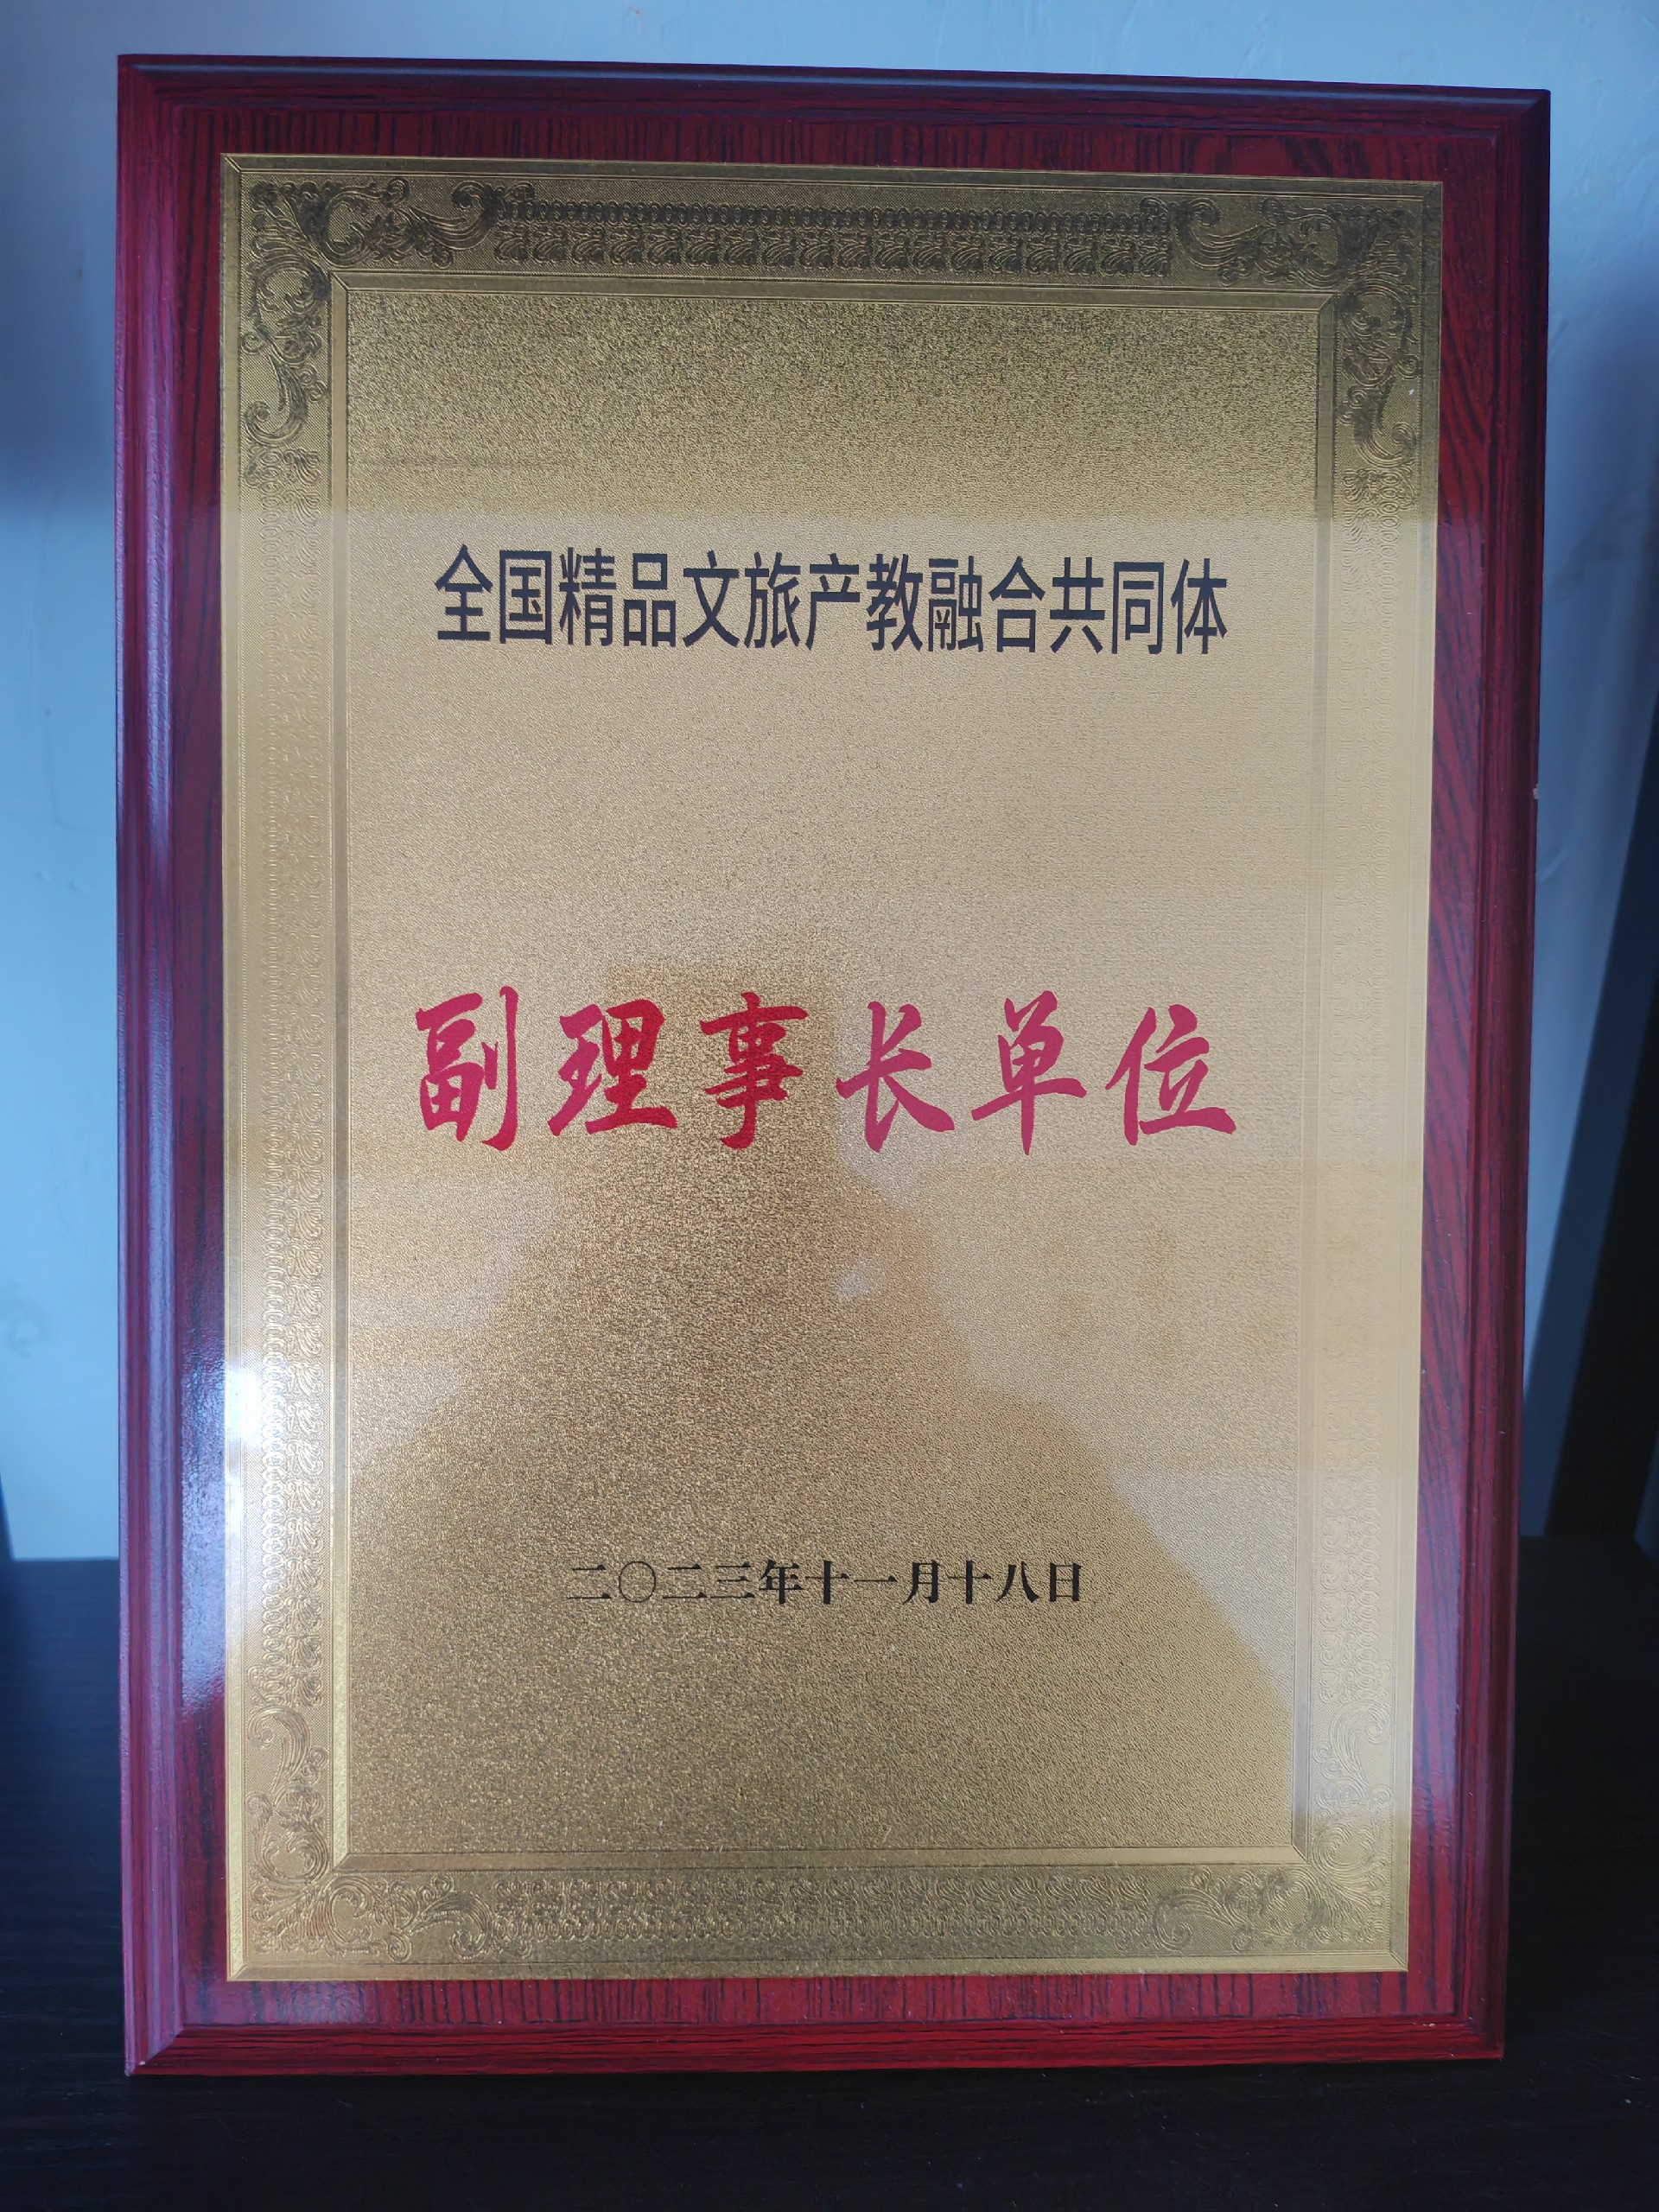 全国精品文旅产教融合共同体
副理事长单位
二〇二三年十一月十八日